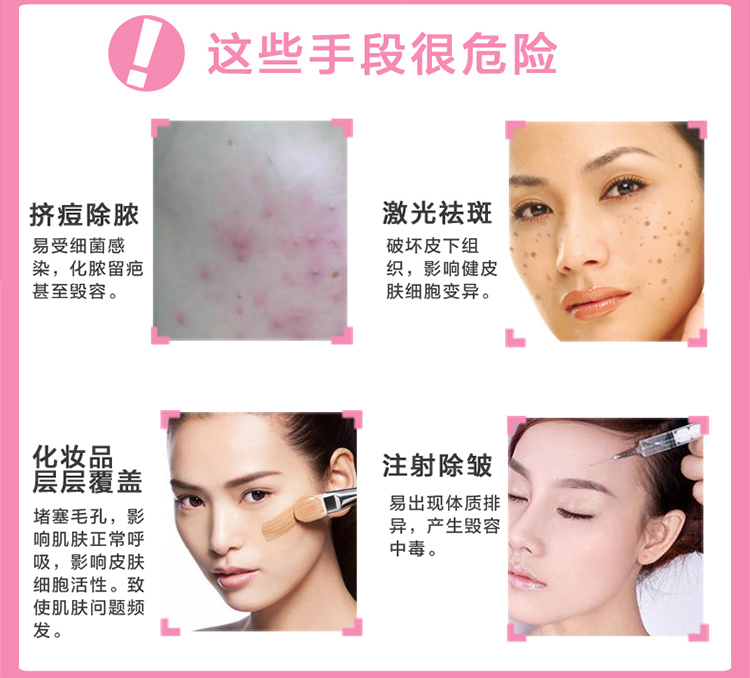 这些手段很危险
挤痘除脓
易受细菌感
染，化脓留疤
甚至毁容。
激光祛斑
破坏皮下组
织，影响健皮
肤细胞变异。
化妆品
层层覆盖
堵塞毛孔，影
响肌肤正常呼
吸，影响皮肤
细胞活性。致
使肌肤问题频
发。
注射除皱
易出现体质排
异，产生毁容
中毒。